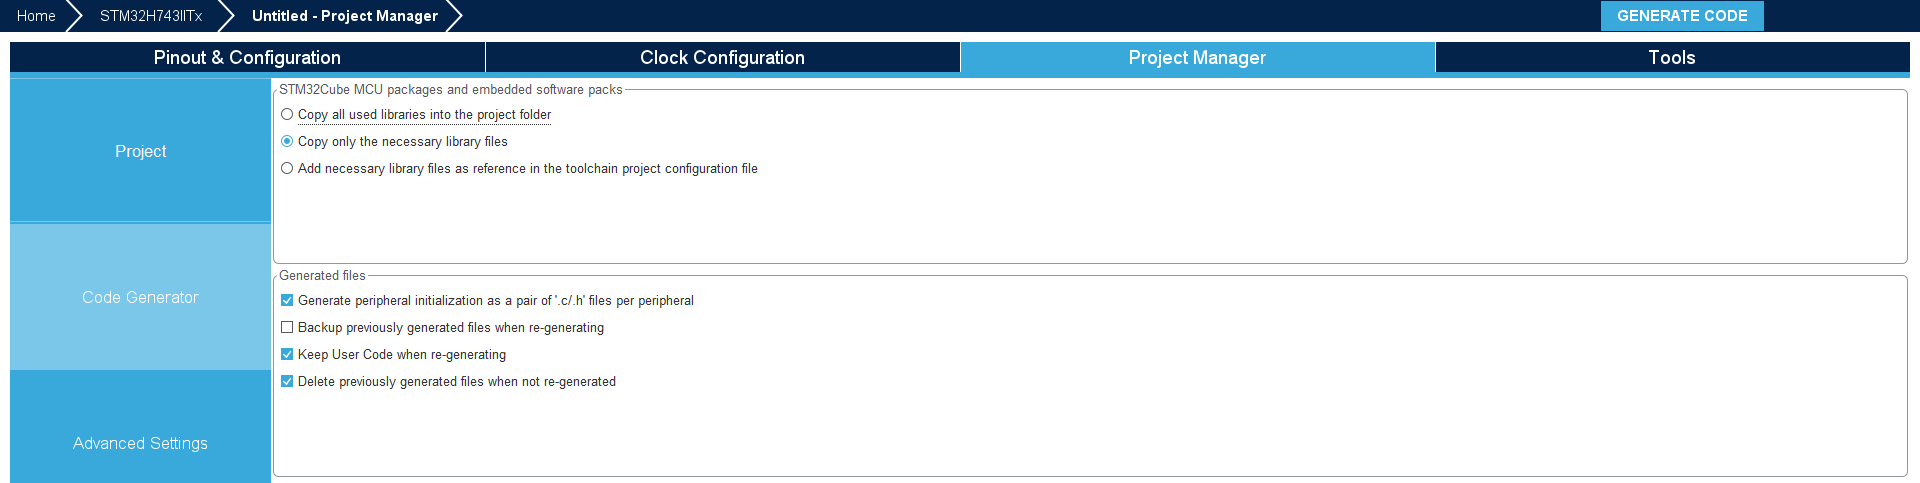 Home STM32H743IITx Untitled - Project Manager GENERATE CODE
Pinout & Configuration Clock Configuration Project Manager Tools
Project
Code Generator
Advanced Settings
STM32Cube MCU packages and embedded software packs
Copy all used libraries into the project folder
Copy only the necessary library files
Add necessary library files as reference in the toolchain project configuration file
Generated files
Generate peripheral initialization as a pair of '.c/.h' files per peripheral
Backup previously generated files when re-generating
Keep User Code when re-generating
Delete previously generated files when not re-generated